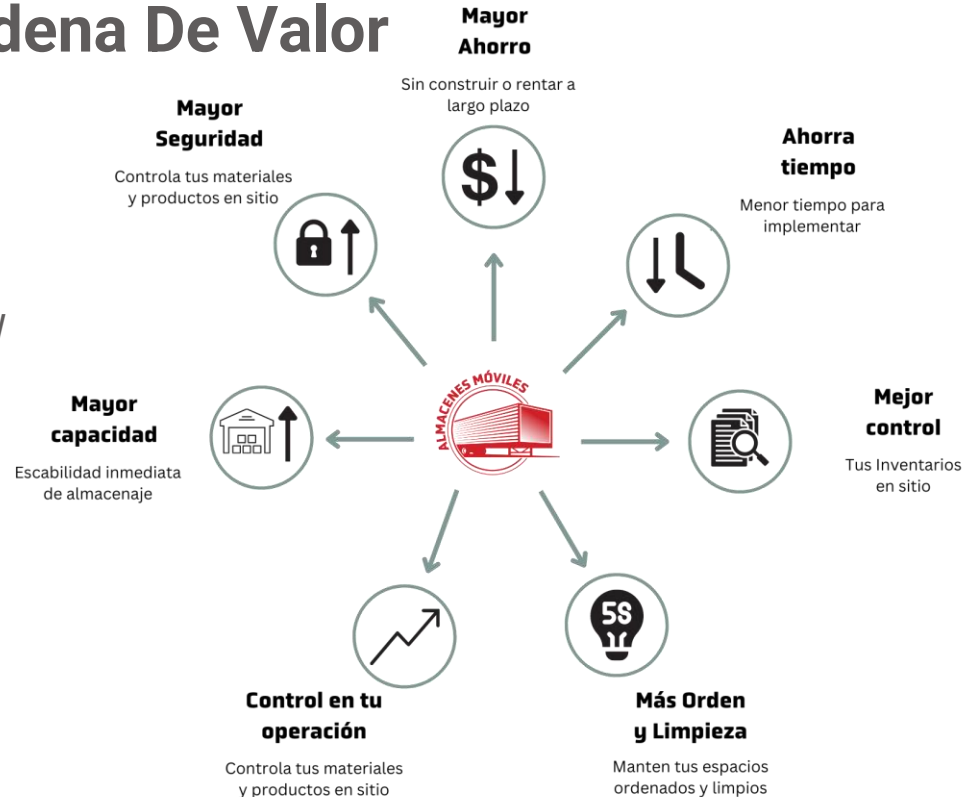 dena De Valor
Mayor
Ahorro
Sin construir o rentar a
largo plazo
$
Mayor
Seguridad
Controla tus materiales
y productos en sitio
Ahorra
tiempo
Menor tiempo para
implementar
Mayor
capacidad
Escabilidad inmediata
de almacenaje
ALMACENES MÓVILES
Mejor
control
Tus Inventarios
en sitio
Control en tu
operación
Controla tus materiales
y productos en sitio
5S
Más Orden
y Limpieza
Manten tus espacios
ordenados y limpios